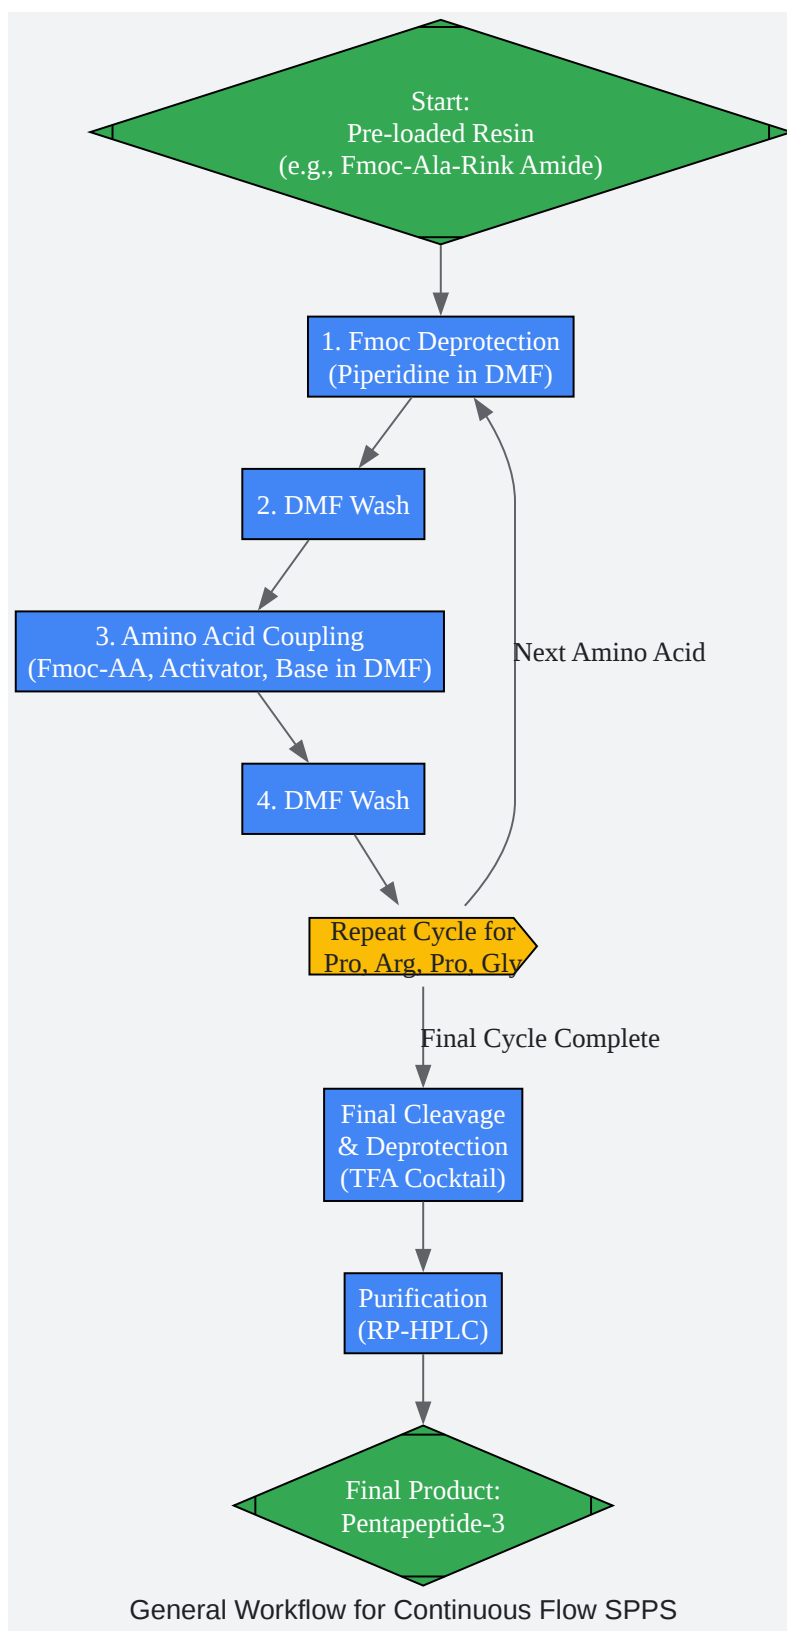 Start:
Pre-loaded Resin
(e.g., Fmoc-Ala-Rink Amide)
1. Fmoc Deprotection
(Piperidine in DMF)
2. DMF Wash
3. Amino Acid Coupling
(Fmoc-AA, Activator, Base in DMF)
Next Amino Acid
4. DMF Wash
Repeat Cycle for
Pro, Arg, Pro, Gly
Final Cycle Complete
Final Cleavage
& Deprotection
(TFA Cocktail)
Purification
(RP-HPLC)
Final Product:
Pentapeptide-3
General Workflow for Continuous Flow SPPS